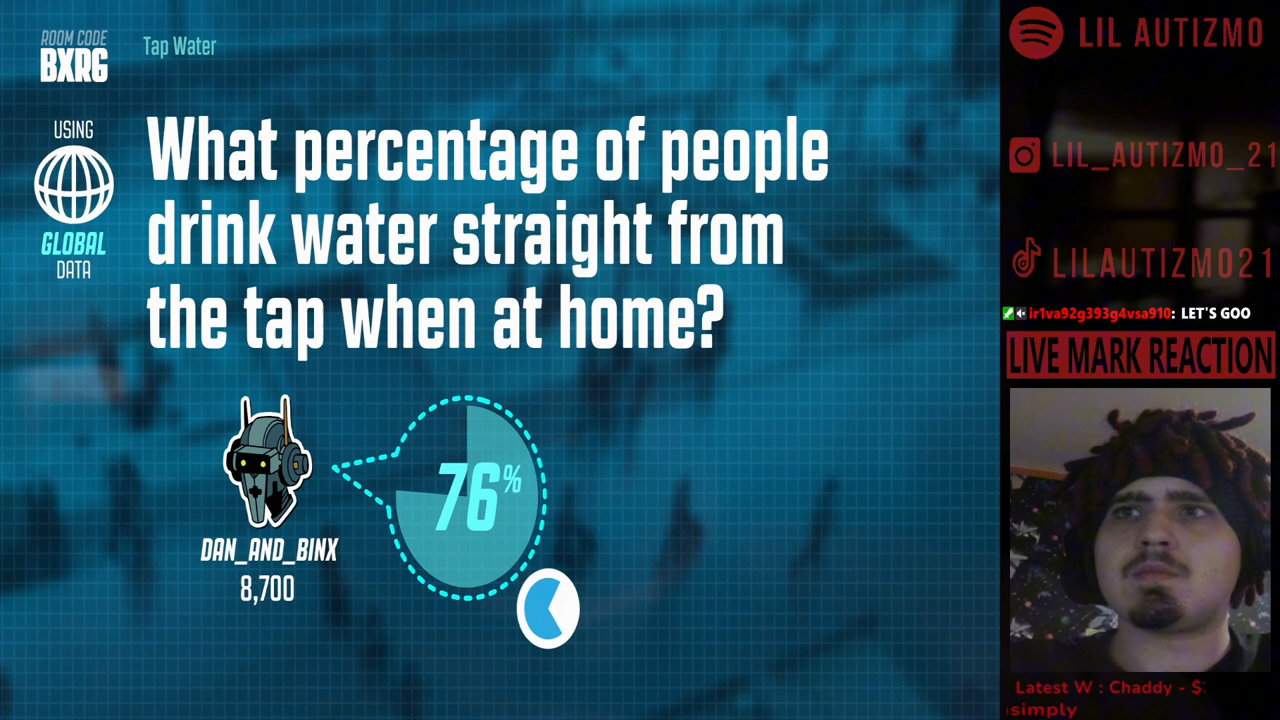 ROOM CODE
BXRG
Tap Water
USING
GLOBAL
DATA
What percentage of people
drink water straight from
the tap when at home?
76%
DAN_AND_BINX
8,700
LIL AUTIZMO
LIL_AUTIZMO_21
LILAUTIZMO21
ir1va92g393g4vsa910: LET'S GOO
LIVE MARK REACTION
Latest W : Chaddy - $
simply